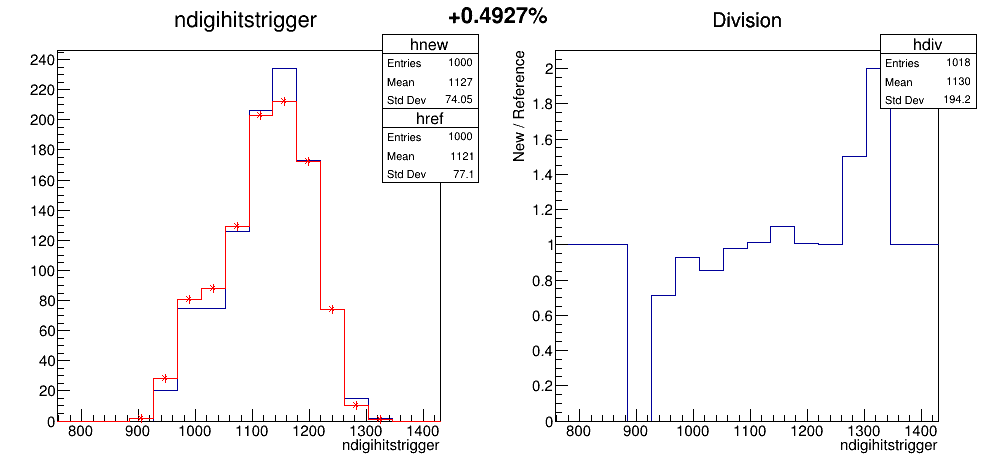 +0.4927%
ndigihitstrigger
hnew
Entries 1000
Mean 1127
Std Dev 74.05
href
Entries 1000
Mean 1121
Std Dev 77.1
240
220
200
180
160
140
120
100
80
60
40
20
0
800 900 1000 1100 1200 1300 1400
ndigihitstrigger
Division
hdiv
Entries 1018
Mean 1130
Std Dev 194.2
New / Reference
2
1.8
1.6
1.4
1.2
1
0.8
0.6
0.4
0.2
0
800 900 1000 1100 1200 1300 1400
ndigihitstrigger